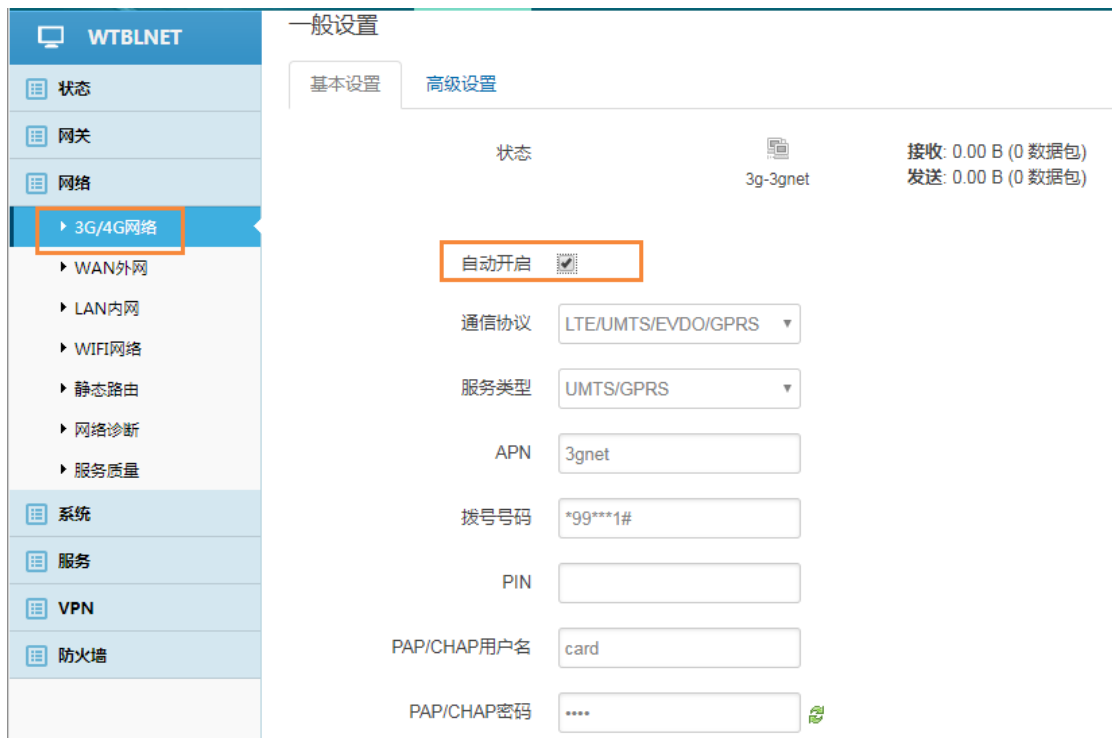 WTBLNET
状态
网关
网络
3G/4G网络
WAN外网
LAN内网
WIFI网络
静态路由
网络诊断
服务质量
系统
服务
VPN
防火墙
一般设置
基本设置
高级设置
状态
3g-3gnet
接收: 0.00 B (0 数据包)
发送: 0.00 B (0 数据包)
自动开启
通信协议 LTE/UMTS/EVDO/GPRS
服务类型 UMTS/GPRS
APN 3gnet
拨号号码 *99***1#
PIN
PAP/CHAP用户名 card
PAP/CHAP密码 ••••